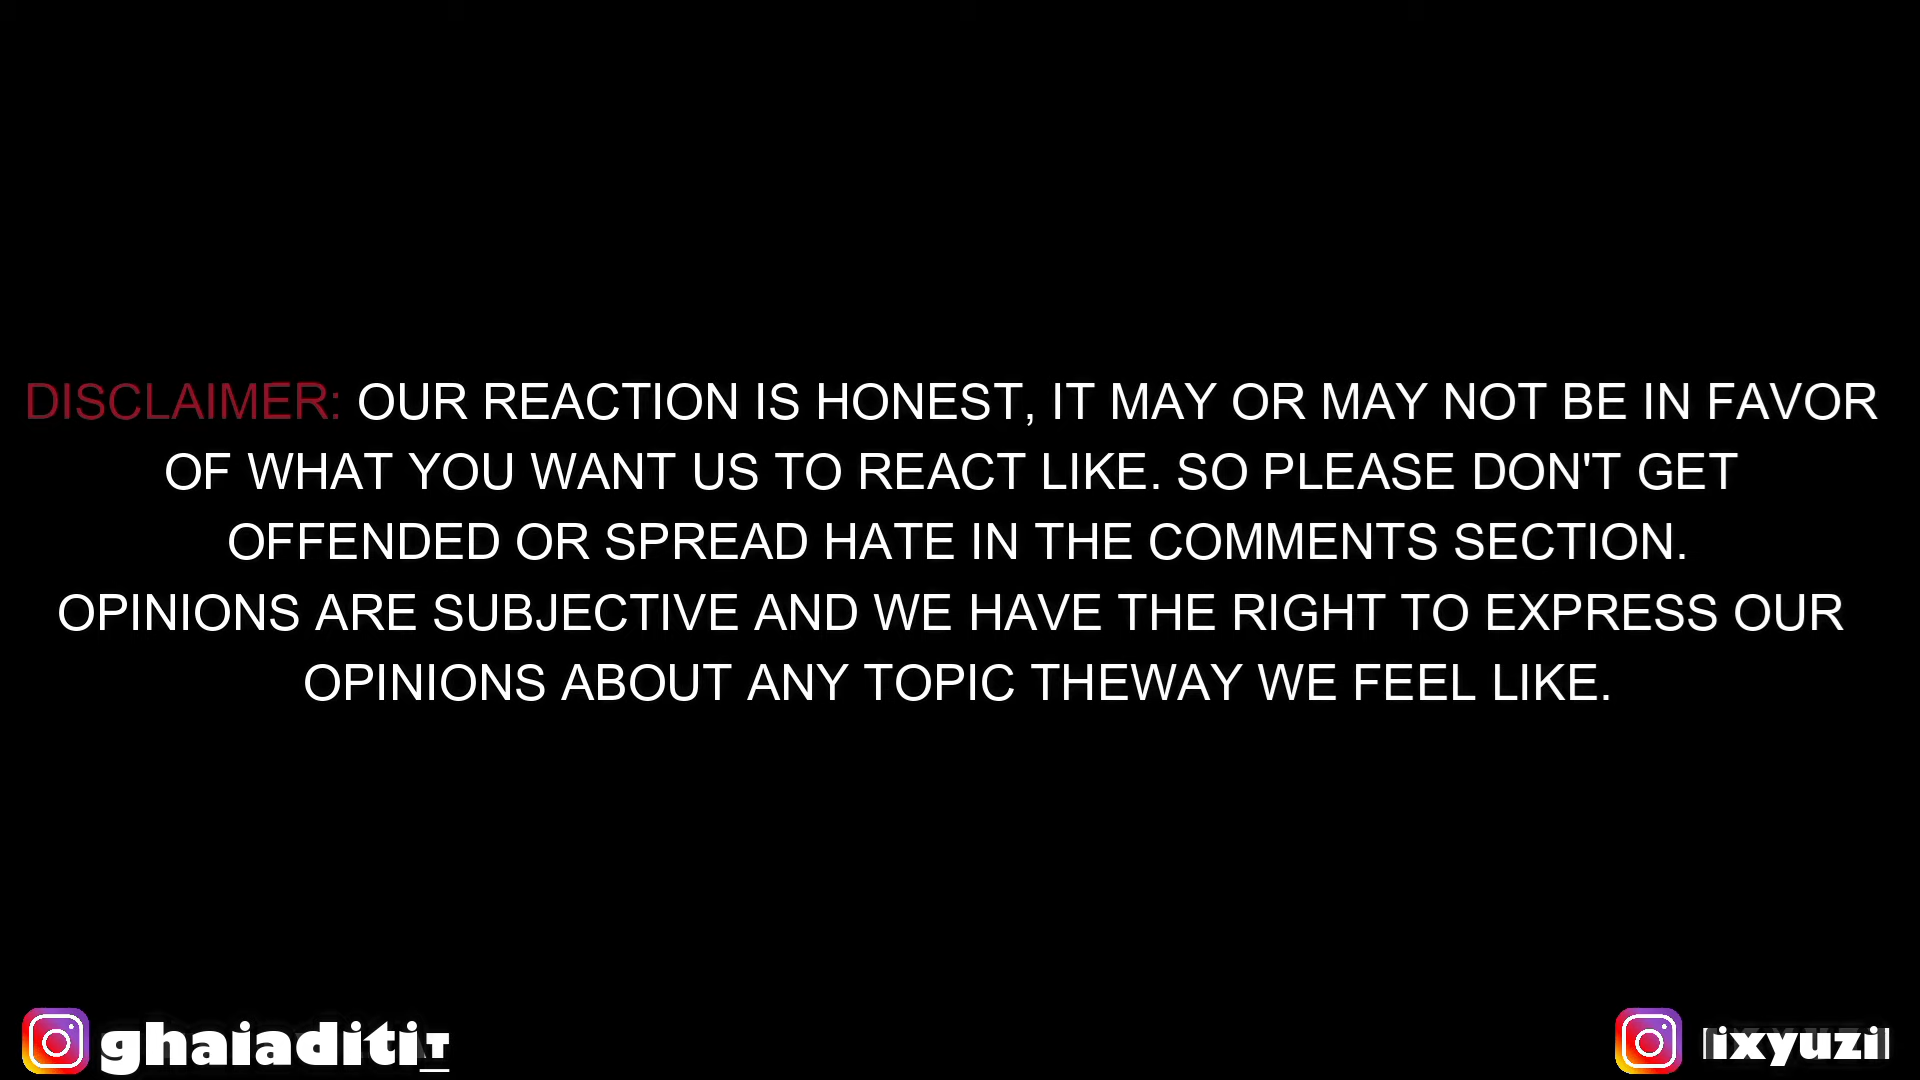 DISCLAIMER: OUR REACTION IS HONEST, IT MAY OR MAY NOT BE IN FAVOR
OF WHAT YOU WANT US TO REACT LIKE. SO PLEASE DON'T GET
OFFENDED OR SPREAD HATE IN THE COMMENTS SECTION.
OPINIONS ARE SUBJECTIVE AND WE HAVE THE RIGHT TO EXPRESS OUR
OPINIONS ABOUT ANY TOPIC THEWAY WE FEEL LIKE.
ghaiaditi_
ixyuzi